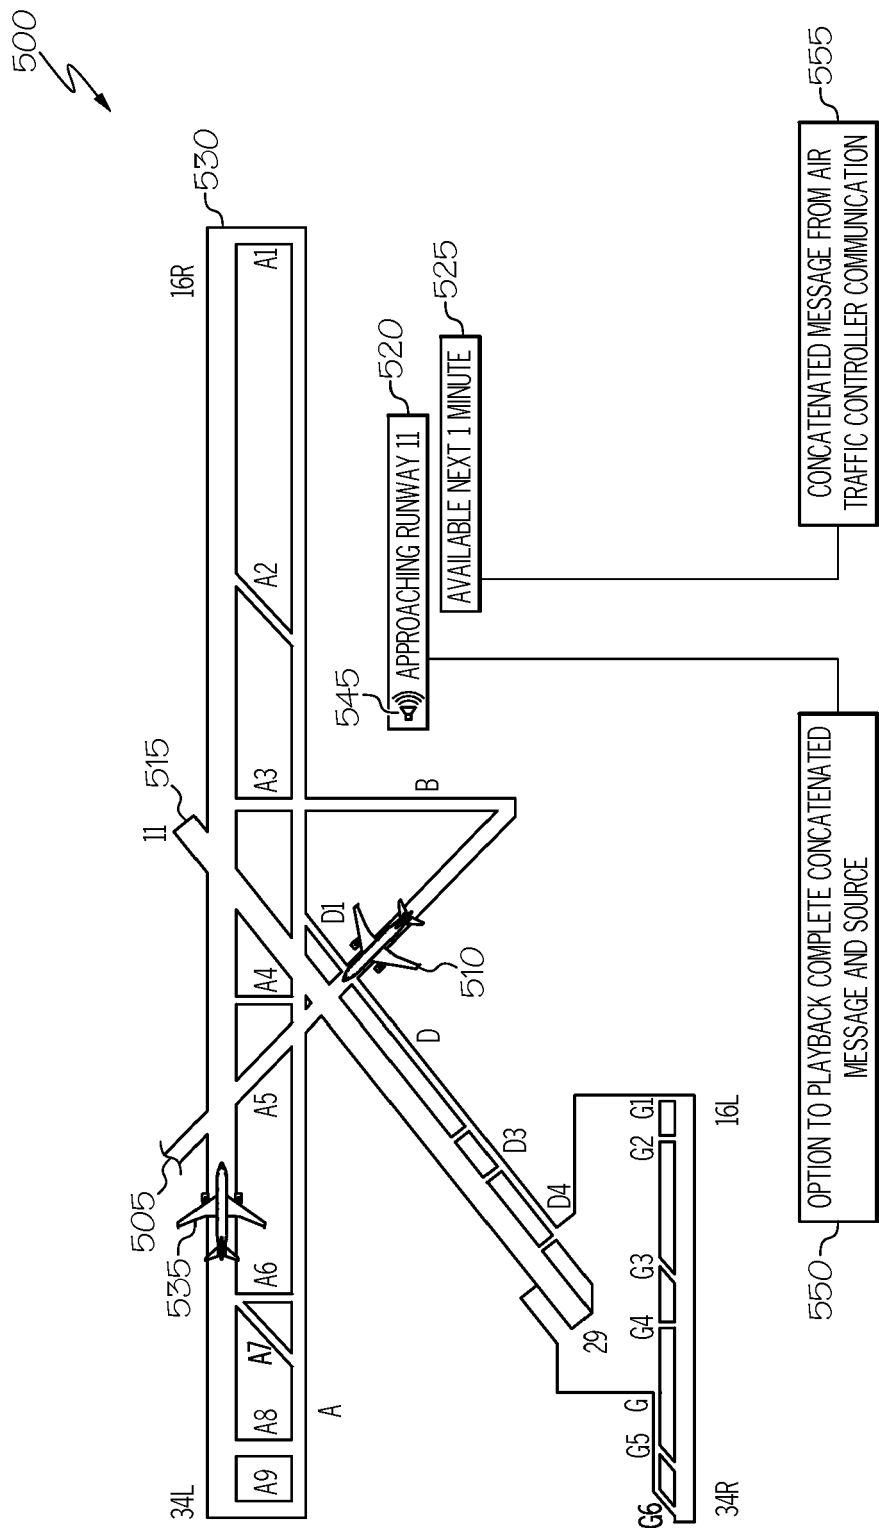 500
505
11
515
535
34L
16R
530
A9 A8 A7 A6 A5 A4 A3 A2 A1
A
D1
545
520
APPROACHING RUNWAY 11
525
AVAILABLE NEXT 1 MINUTE
B
510
D
D3
D4
29
G6 G5 G G4 G3 G2 G1
34R
16L
550
OPTION TO PLAYBACK COMPLETE CONCATENATED
MESSAGE AND SOURCE
555
CONCATENATED MESSAGE FROM AIR
TRAFFIC CONTROLLER COMMUNICATION